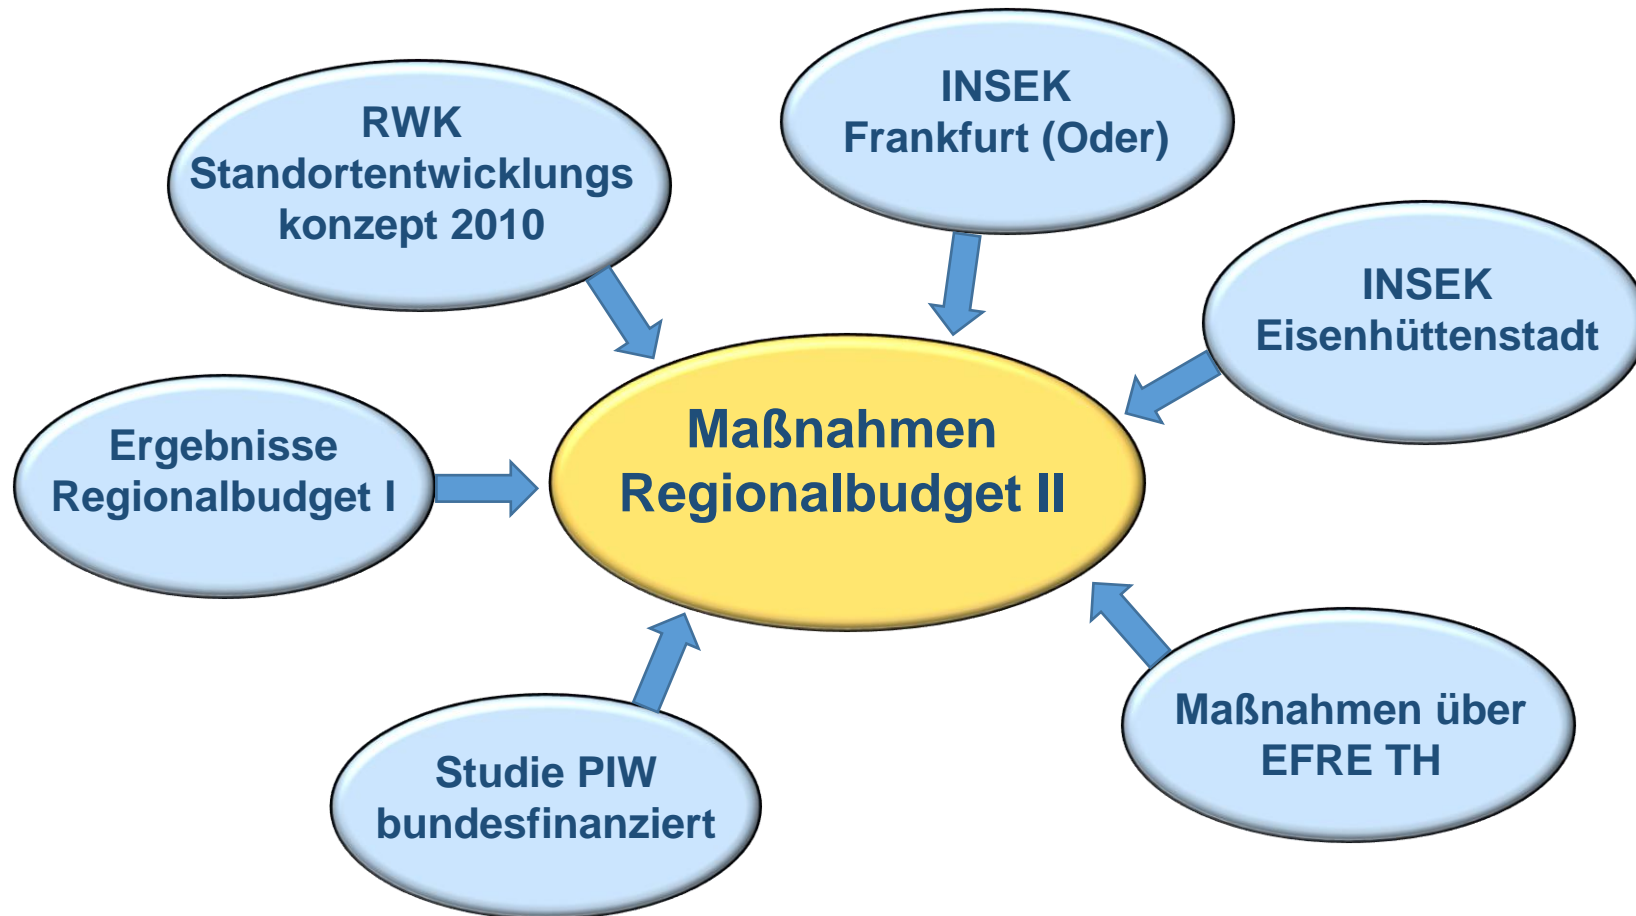 RWK
Standortentwicklungs
konzept 2010
INSEK
Frankfurt (Oder)
INSEK
Eisenhüttenstadt
Ergebnisse
Regionalbudget I
Maßnahmen
Regionalbudget II
Studie PIW
bundesfinanziert
Maßnahmen über
EFRE TH